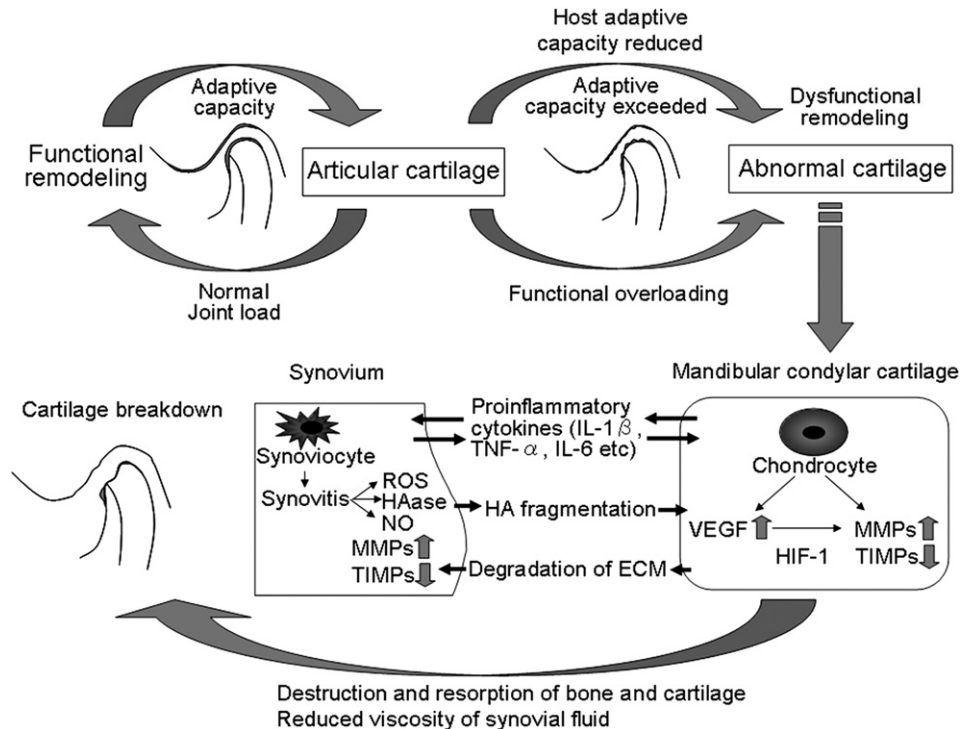 Host adaptive
capacity reduced
Adaptive
capacity
Adaptive
capacity exceeded
Dysfunctional
remodeling
Functional
remodeling
Articular cartilage
Abnormal cartilage
Normal
Joint load
Functional overloading
Synovium
Mandibular condylar cartilage
Cartilage breakdown
Proinflammatory
cytokines (IL-1β,
TNF-α, IL-6 etc)
Synoviocyte
Synovitis
ROS
HAase
NO
MMPs
TIMPs
HA fragmentation
Degradation of ECM
Chondrocyte
VEGF
HIF-1
MMPs
TIMPs
Destruction and resorption of bone and cartilage
Reduced viscosity of synovial fluid